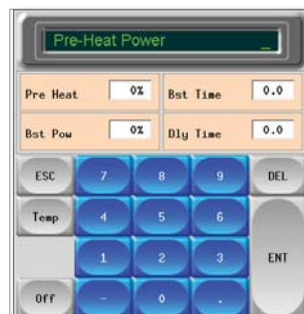 Pre-Heat Power _
Pre Heat 0% Bst Time 0.0
Bst Pow 0% Dly Time 0.0
ESC 7 8 9 DEL
Temp 4 5 6
1 2 3 ENT
Off - 0 .